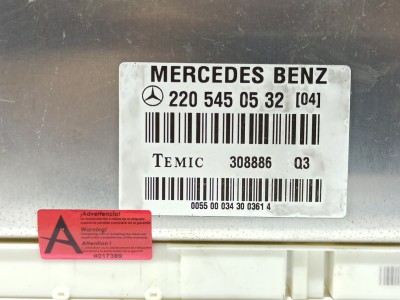 MERCEDES BENZ
220 545 05 32 [04]
TEMIC 308886 Q3
0055 00 034 30 0361 4
¡Advertencia!
A
Warning!
Attention !
H017389